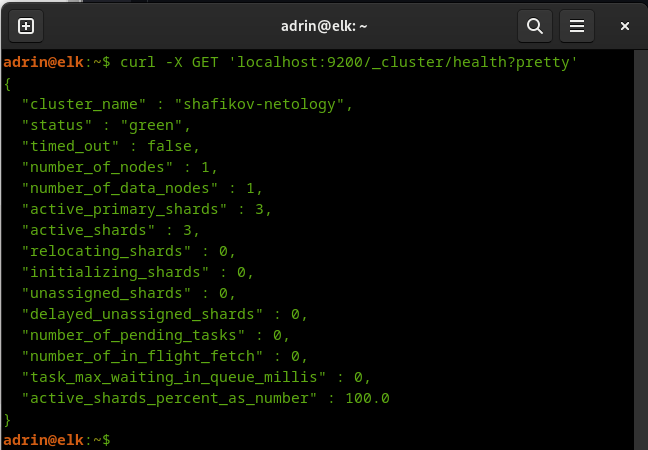 adrin@elk: ~
adrin@elk:~$ curl -X GET 'localhost:9200/_cluster/health?pretty'
{
  "cluster_name" : "shafikov-netology",
  "status" : "green",
  "timed_out" : false,
  "number_of_nodes" : 1,
  "number_of_data_nodes" : 1,
  "active_primary_shards" : 3,
  "active_shards" : 3,
  "relocating_shards" : 0,
  "initializing_shards" : 0,
  "unassigned_shards" : 0,
  "delayed_unassigned_shards" : 0,
  "number_of_pending_tasks" : 0,
  "number_of_in_flight_fetch" : 0,
  "task_max_waiting_in_queue_millis" : 0,
  "active_shards_percent_as_number" : 100.0
}
adrin@elk:~$